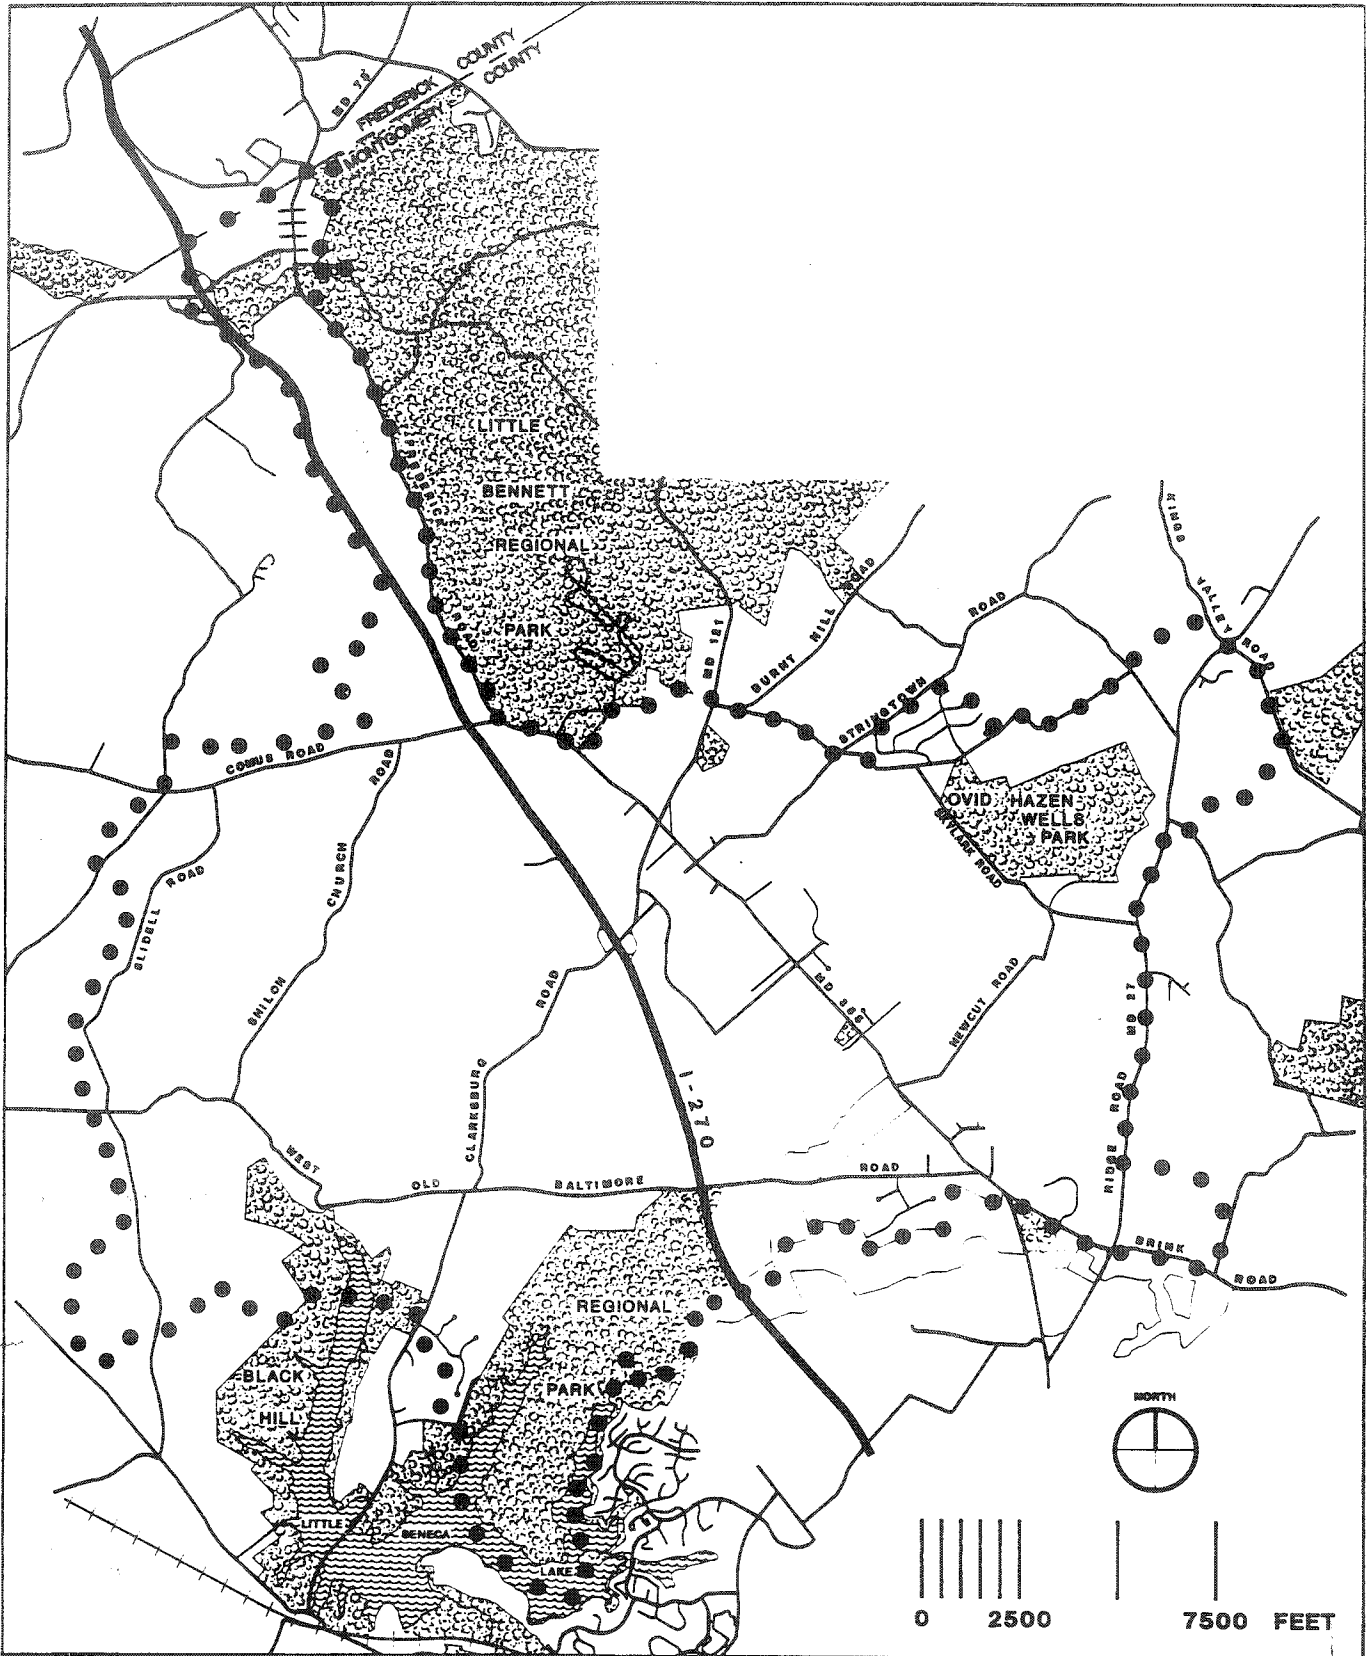 COUNTY
COUNTY
FREDERICK
MONTGOMERY
LITTLE
BENNETT
REGIONAL
PARK
FREDERICK
ROAD
MD 121
BURNT HILL ROAD
STRINGTOWN ROAD
KINGS VALLEY ROAD
COMUS ROAD
OVID HAZEN
WELLS
PARK
SKYLARK ROAD
SLIDELL ROAD
SHILOH CHURCH ROAD
CLARKSBURG ROAD
MD 355
NEWCUT ROAD
RIDGE ROAD MD 27
I-270
WEST OLD BALTIMORE ROAD
BRINK ROAD
BLACK
HILL
REGIONAL
PARK
LITTLE
SENECA
LAKE
NORTH
0 2500 7500 FEET